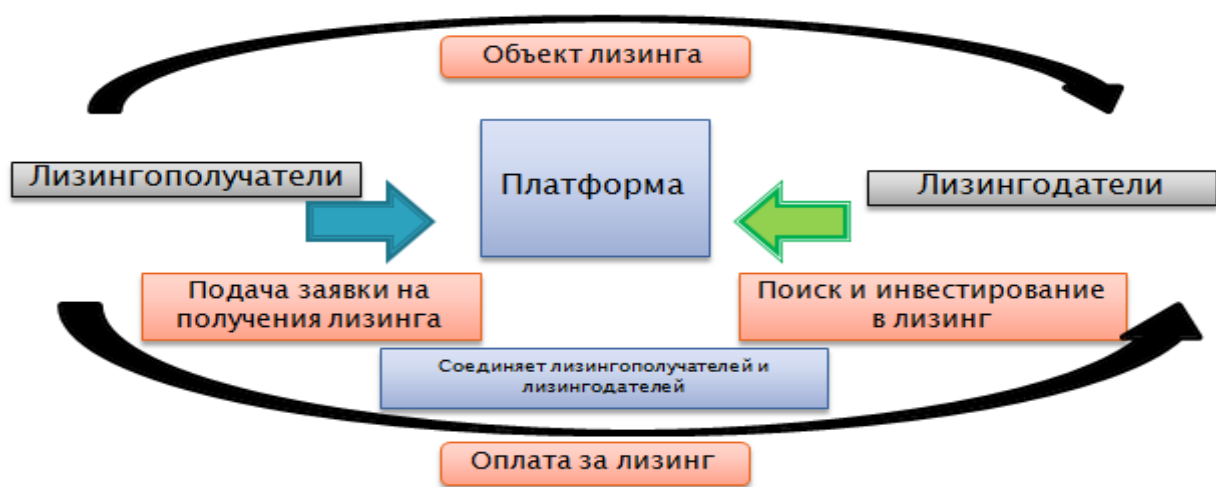 Объект лизинга
Лизингополучатели
Платформа
Лизингодатели
Подача заявки на
получения лизинга
Поиск и инвестирование
в лизинг
Соединяет лизингополучателей и
лизингодателей
Оплата за лизинг